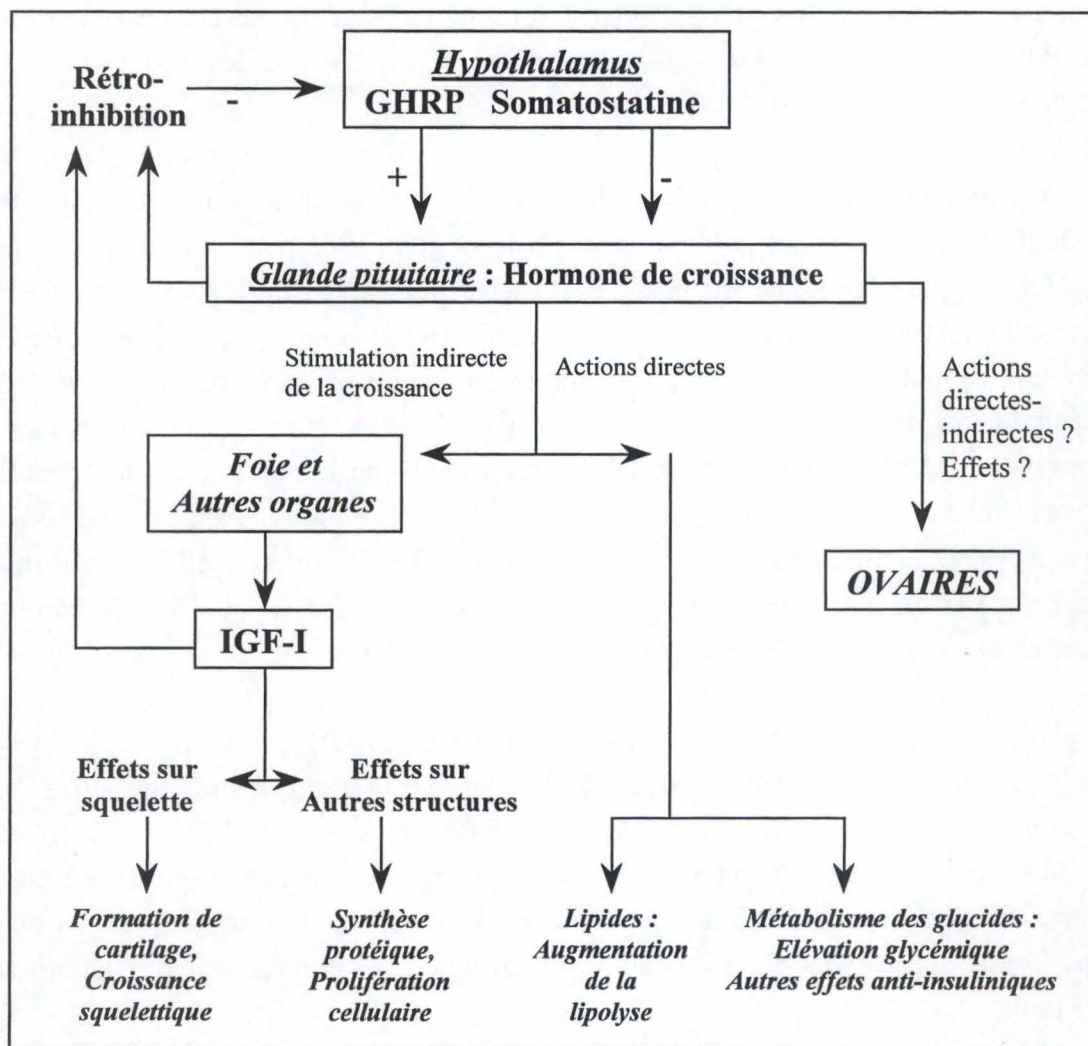 Hypothalamus
GHRP Somatostatine
Rétro-
inhibition
-
+
-
Glande pituitaire : Hormone de croissance
Stimulation indirecte
de la croissance
Actions directes
Actions
directes-
indirectes ?
Effets ?
Foie et
Autres organes
OVAIRES
IGF-I
Effets sur
squelette
Effets sur
Autres structures
Formation de
cartilage,
Croissance
squelettique
Synthèse
protéique,
Prolifération
cellulaire
Lipides :
Augmentation
de la
lipolyse
Métabolisme des glucides :
Elévation glycémique
Autres effets anti-insuliniques